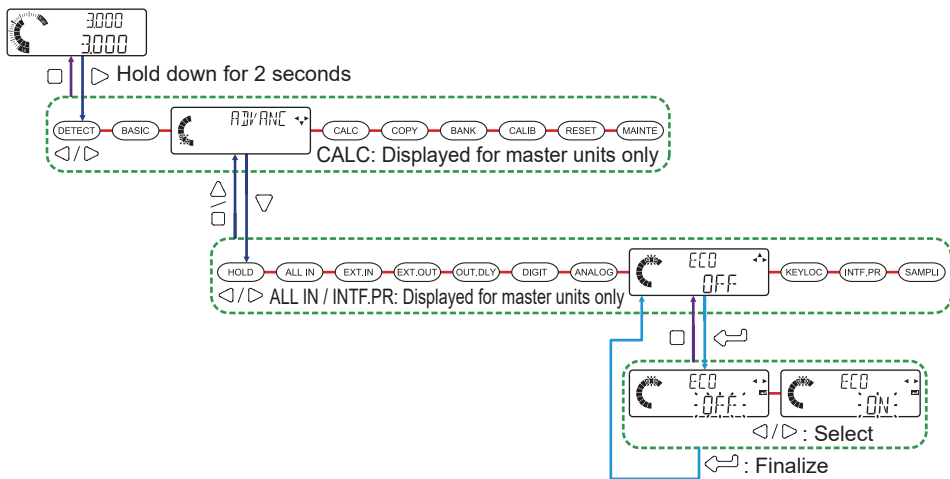 -3.000
-3.000
Hold down for 2 seconds
DETECT BASIC ADVANC CALC COPY BANK CALIB RESET MAINTE
/ CALC: Displayed for master units only
/
HOLD ALL IN EXT.IN EXT.OUT OUT.DLY DIGIT ANALOG ECO OFF KEYLOC INTF.PR SAMPLI
/ ALL IN / INTF.PR: Displayed for master units only
ECO ECO
OFF ON
/ : Select
: Finalize